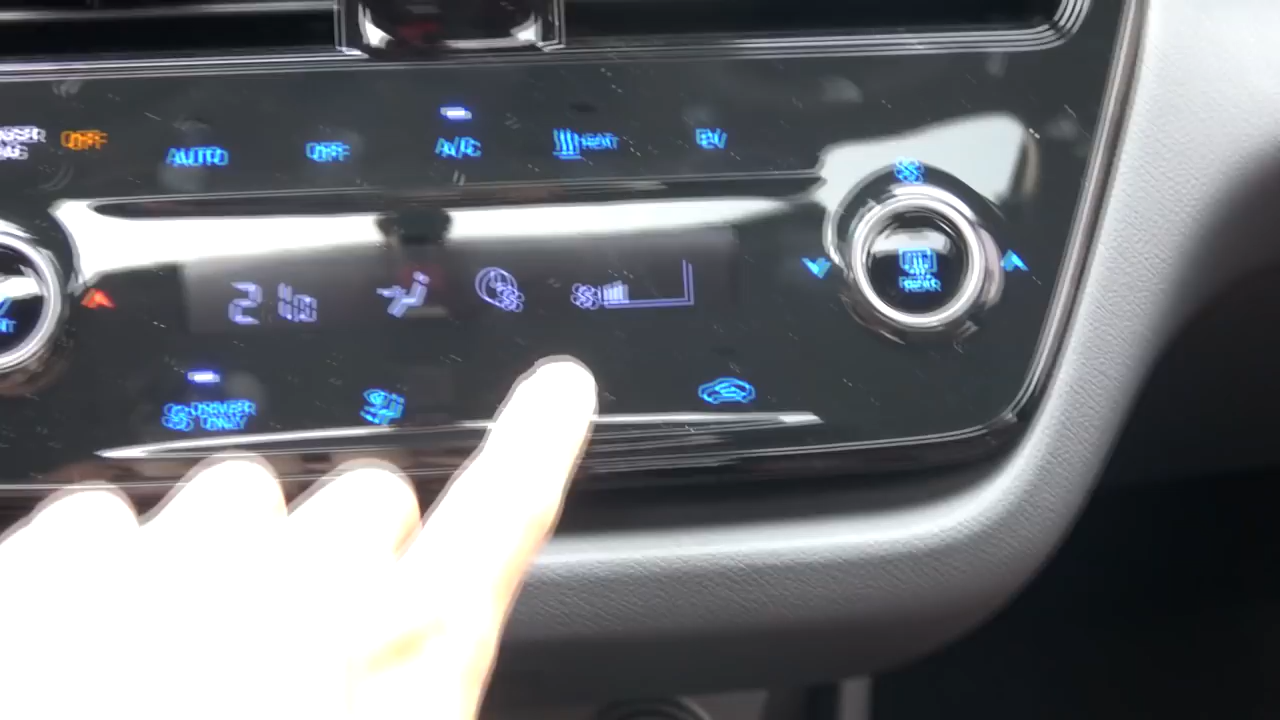 OFF
AUTO
OFF
A/C
HEAT
EV
REAR
DRIVER
ONLY